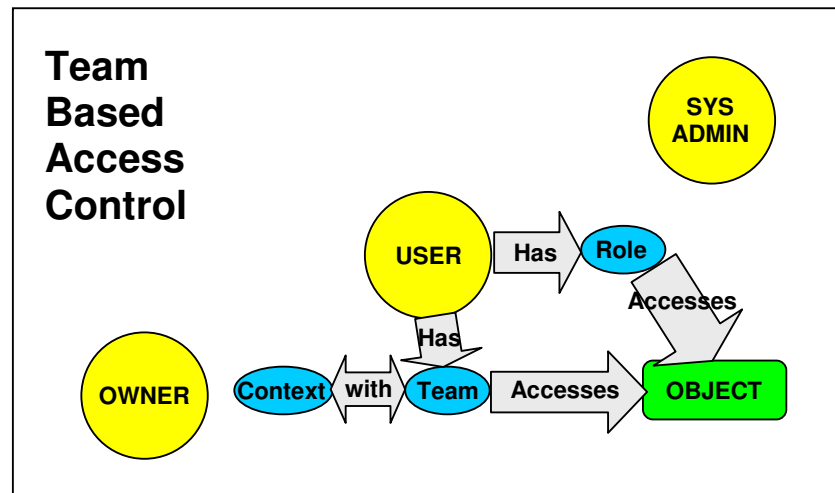 Team
Based
Access
Control
SYS
ADMIN
USER
Has
Role
Accesses
Has
OWNER
Context
with
Team
Accesses
OBJECT